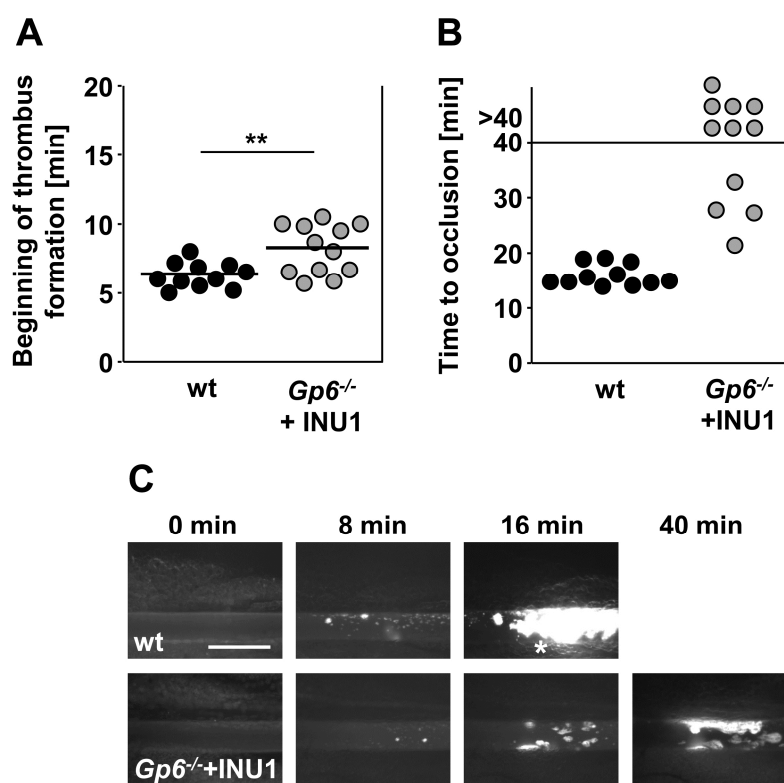 A
Beginning of thrombus
formation [min]
20
15
10
5
0
**
wt
Gp6-/-
+ INU1
B
Time to occlusion [min]
>40
40
30
20
10
0
wt
Gp6-/-
+INU1
C
0 min
8 min
16 min
40 min
wt
*
Gp6-/-+INU1